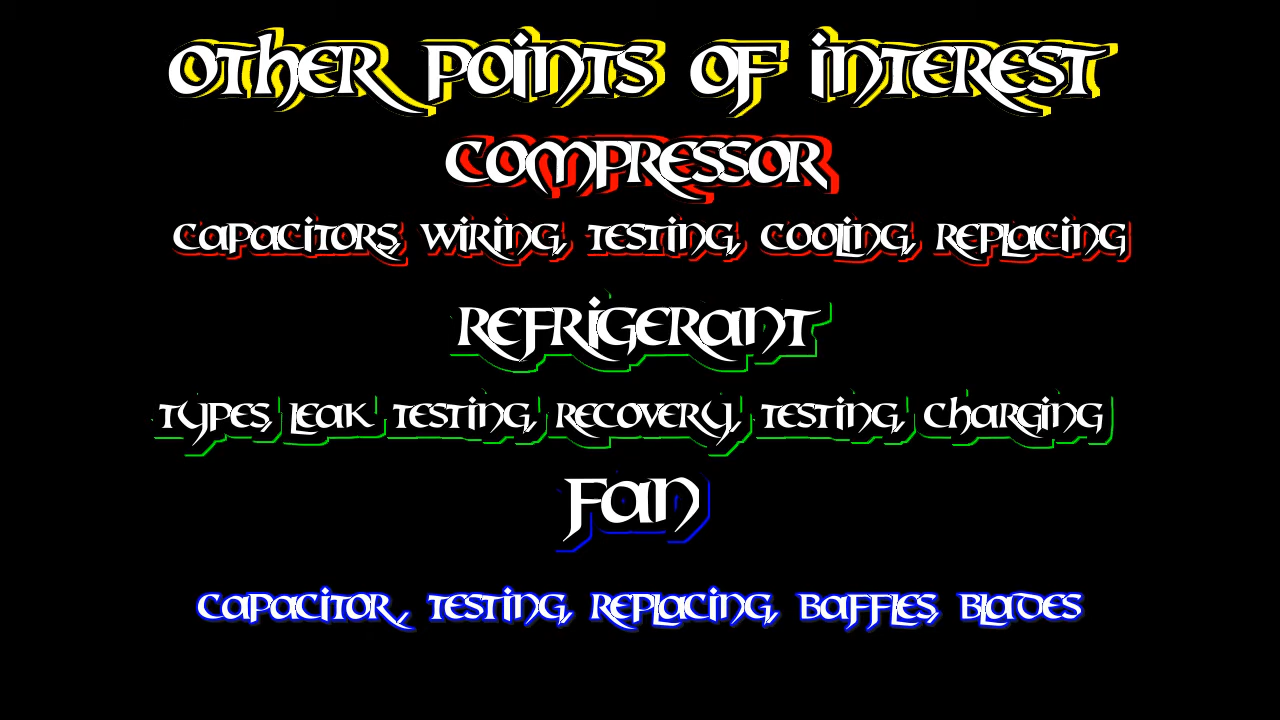 Other Points of Interest
Compressor
Capacitors, Wiring, Testing, Cooling, Replacing
Refrigerant
Types, Leak Testing, Recovery, Testing, Charging
Fan
Capacitor, Testing, Replacing, Baffles, Blades